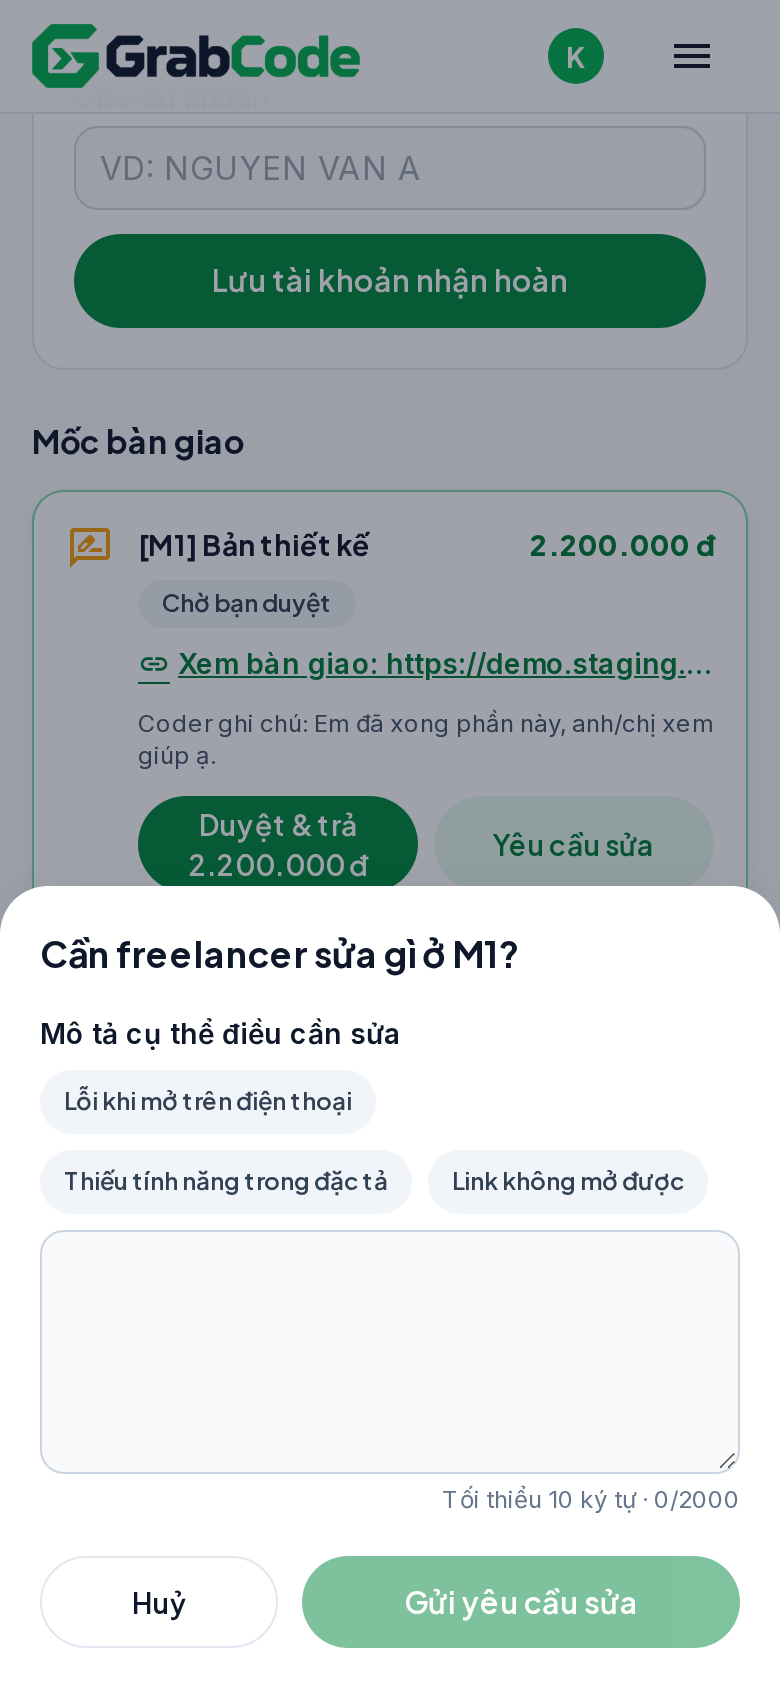 GrabCode
K
Chủ tài khoản
VD: NGUYEN VAN A
Lưu tài khoản nhận hoàn
Mốc bàn giao
[M1] Bản thiết kế
2.200.000 đ
Chờ bạn duyệt
Xem bàn giao: https://demo.staging....
Coder ghi chú: Em đã xong phần này, anh/chị xem
giúp ạ.
Duyệt & trả
2.200.000 đ
Yêu cầu sửa
Cần freelancer sửa gì ở M1?
Mô tả cụ thể điều cần sửa
Lỗi khi mở trên điện thoại
Thiếu tính năng trong đặc tả
Link không mở được
Tối thiểu 10 ký tự · 0/2000
Huỷ
Gửi yêu cầu sửa